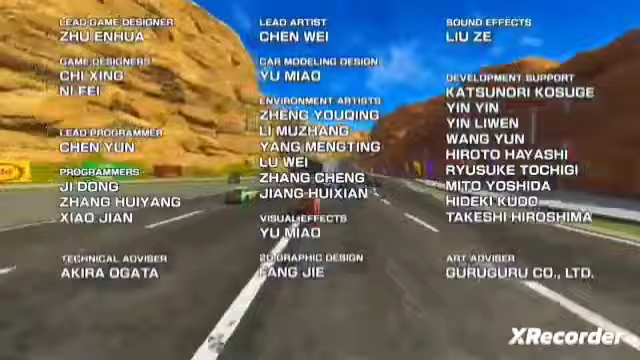 LEAD GAME DESIGNER
ZHU ENHUA
GAME DESIGNERS
CHI XING
NI FEI
LEAD PROGRAMMER
CHEN YUN
PROGRAMMERS
JI DONG
ZHANG HUIYANG
XIAO JIAN
TECHNICAL ADVISER
AKIRA OGATA
LEAD ARTIST
CHEN WEI
CAR MODELING DESIGN
YU MIAO
ENVIRONMENT ARTISTS
ZHENG YOUQING
LI MUZHANG
YANG MENGTING
LU WEI
ZHANG CHENG
JIANG HUIXIAN
VISUAL EFFECTS
YU MIAO
2D GRAPHIC DESIGN
FANG JIE
SOUND EFFECTS
LIU ZE
DEVELOPMENT SUPPORT
KATSUNORI KOSUGE
YIN YIN
YIN LIWEN
WANG YUN
HIROTO HAYASHI
RYUSUKE TOCHIGI
MITO YOSHIDA
HIDEKI KUDO
TAKESHI HIROSHIMA
ART ADVISER
GURUGURU CO., LTD.
XRecorder